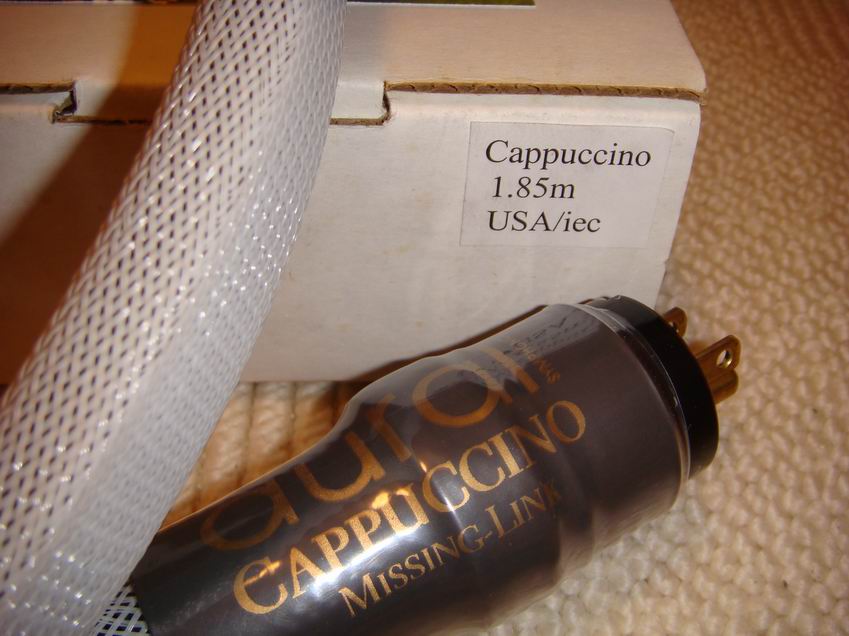 Cappuccino
1.85m
USA/iec
aural
CAPPUCCINO
MISSING-LINK